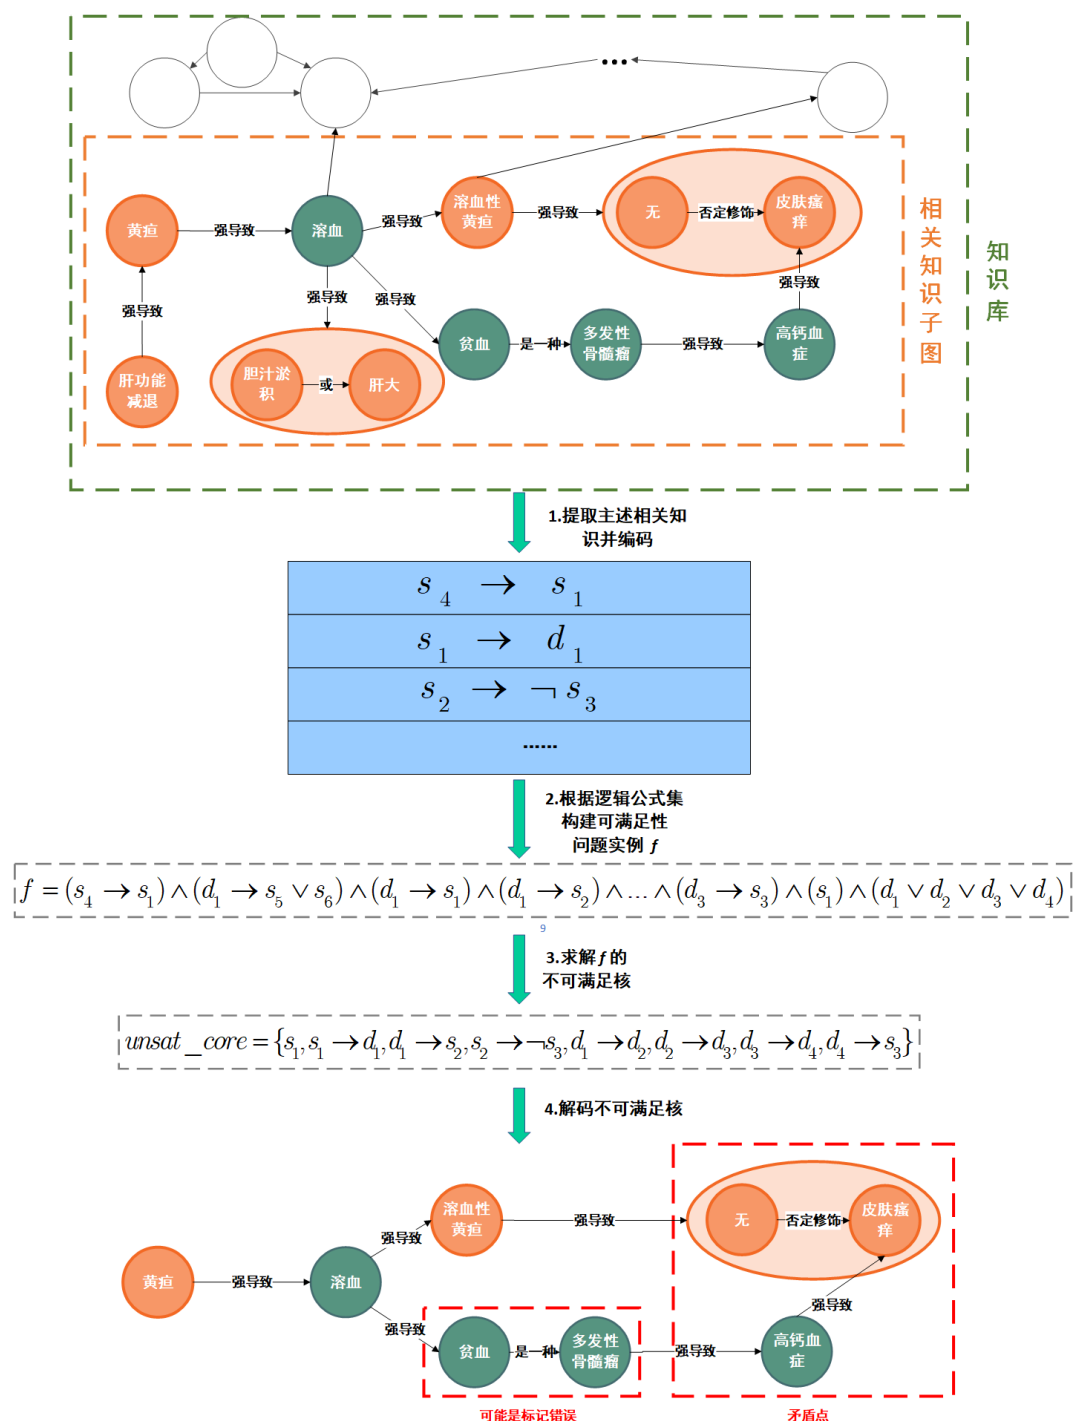 ...
黄疸
强导致
溶血
强导致
溶血性
黄疸
强导致
无
否定修饰
皮肤瘙
痒
相关知识子图
知识库
强导致
强导致
强导致
强导致
肝功能
减退
胆汁淤
积
或
肝大
贫血
是一种
多发性
骨髓瘤
强导致
高钙血
症
1.提取主述相关知
识并编码
s₄ → s₁
s₁ → d₁
s₂ → ¬s₃
......
2.根据逻辑公式集
构建可满足性
问题实例 f
f = (s₄ → s₁) ∧ (d₁ → s₅ ∨ s₆) ∧ (d₁ → s₁) ∧ (d₁ → s₂) ∧ ... ∧ (d₃ → s₃) ∧ (s₁) ∧ (d₁ ∨ d₂ ∨ d₃ ∨ d₄)
9
3.求解 f 的
不可满足核
unsat_core = {s₁, s₁ → d₁, d₁ → s₂, s₂ → ¬s₃, d₁ → d₂, d₂ → d₃, d₃ → d₄, d₄ → s₃}
4.解码不可满足核
黄疸
强导致
溶血
强导致
溶血性
黄疸
强导致
无
否定修饰
皮肤瘙
痒
强导致
强导致
贫血
是一种
多发性
骨髓瘤
强导致
高钙血
症
可能是标记错误
矛盾点